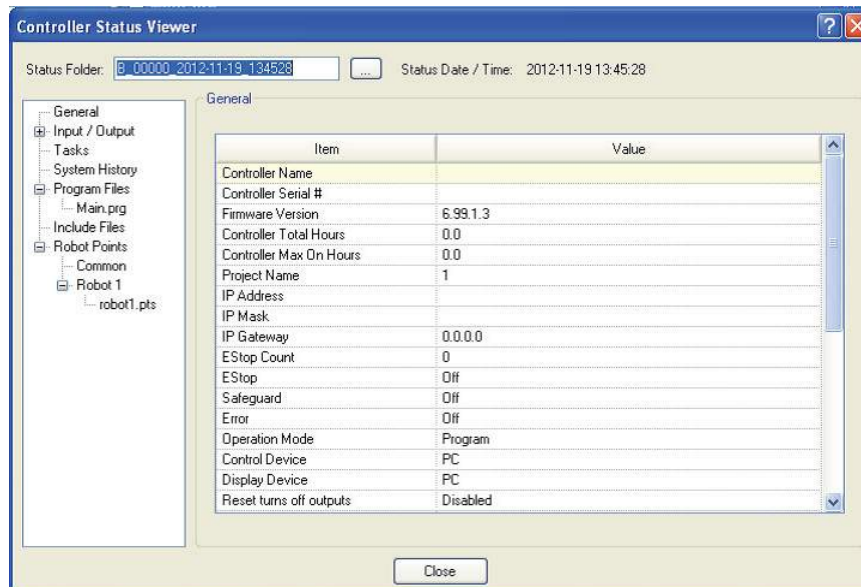 Controller Status Viewer
Status Folder: B_00000_2012-11-19_134528 ... Status Date / Time: 2012-11-19 13:45:28
General
Input / Output
Tasks
System History
Program Files
Main.prg
Include Files
Robot Points
Common
Robot 1
robot1.pts
General
Item Value
Controller Name
Controller Serial #
Firmware Version 6.99.1.3
Controller Total Hours 0.0
Controller Max On Hours 0.0
Project Name 1
IP Address
IP Mask
IP Gateway 0.0.0.0
EStop Count 0
EStop Off
Safeguard Off
Error Off
Operation Mode Program
Control Device PC
Display Device PC
Reset turns off outputs Disabled
Close